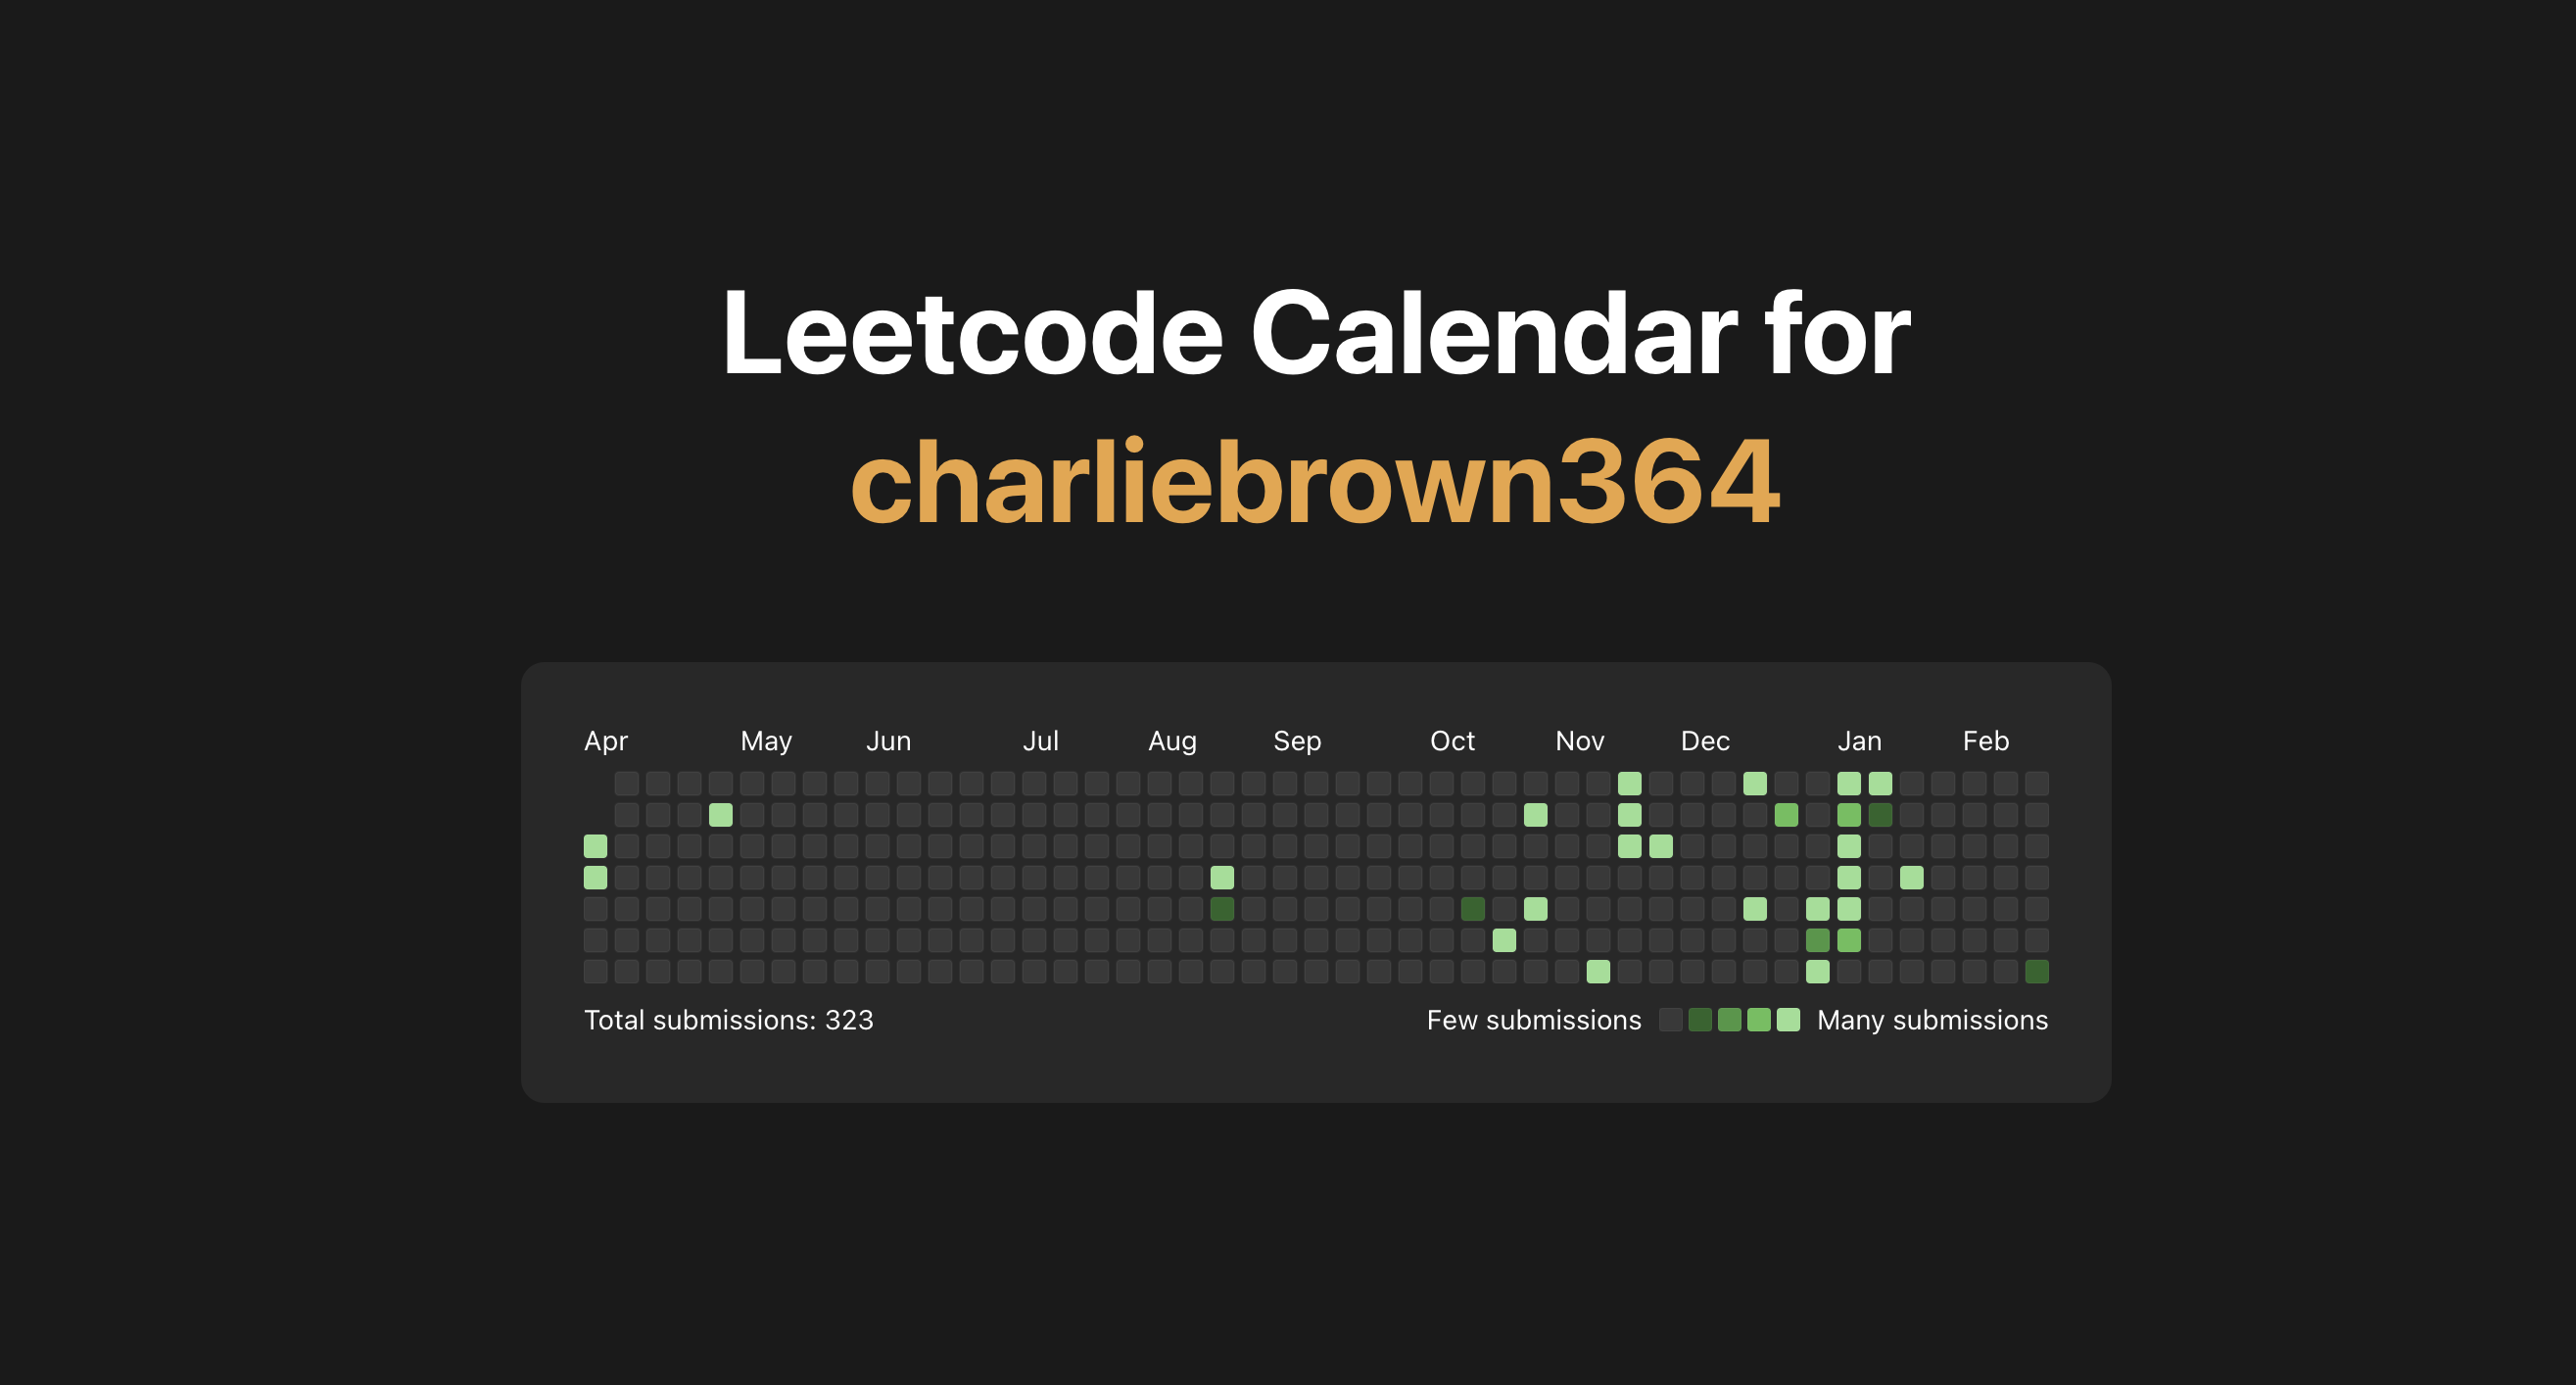 Leetcode Calendar for
charliebrown364
Apr May Jun Jul Aug Sep Oct Nov Dec Jan Feb
Total submissions: 323
Few submissions Many submissions